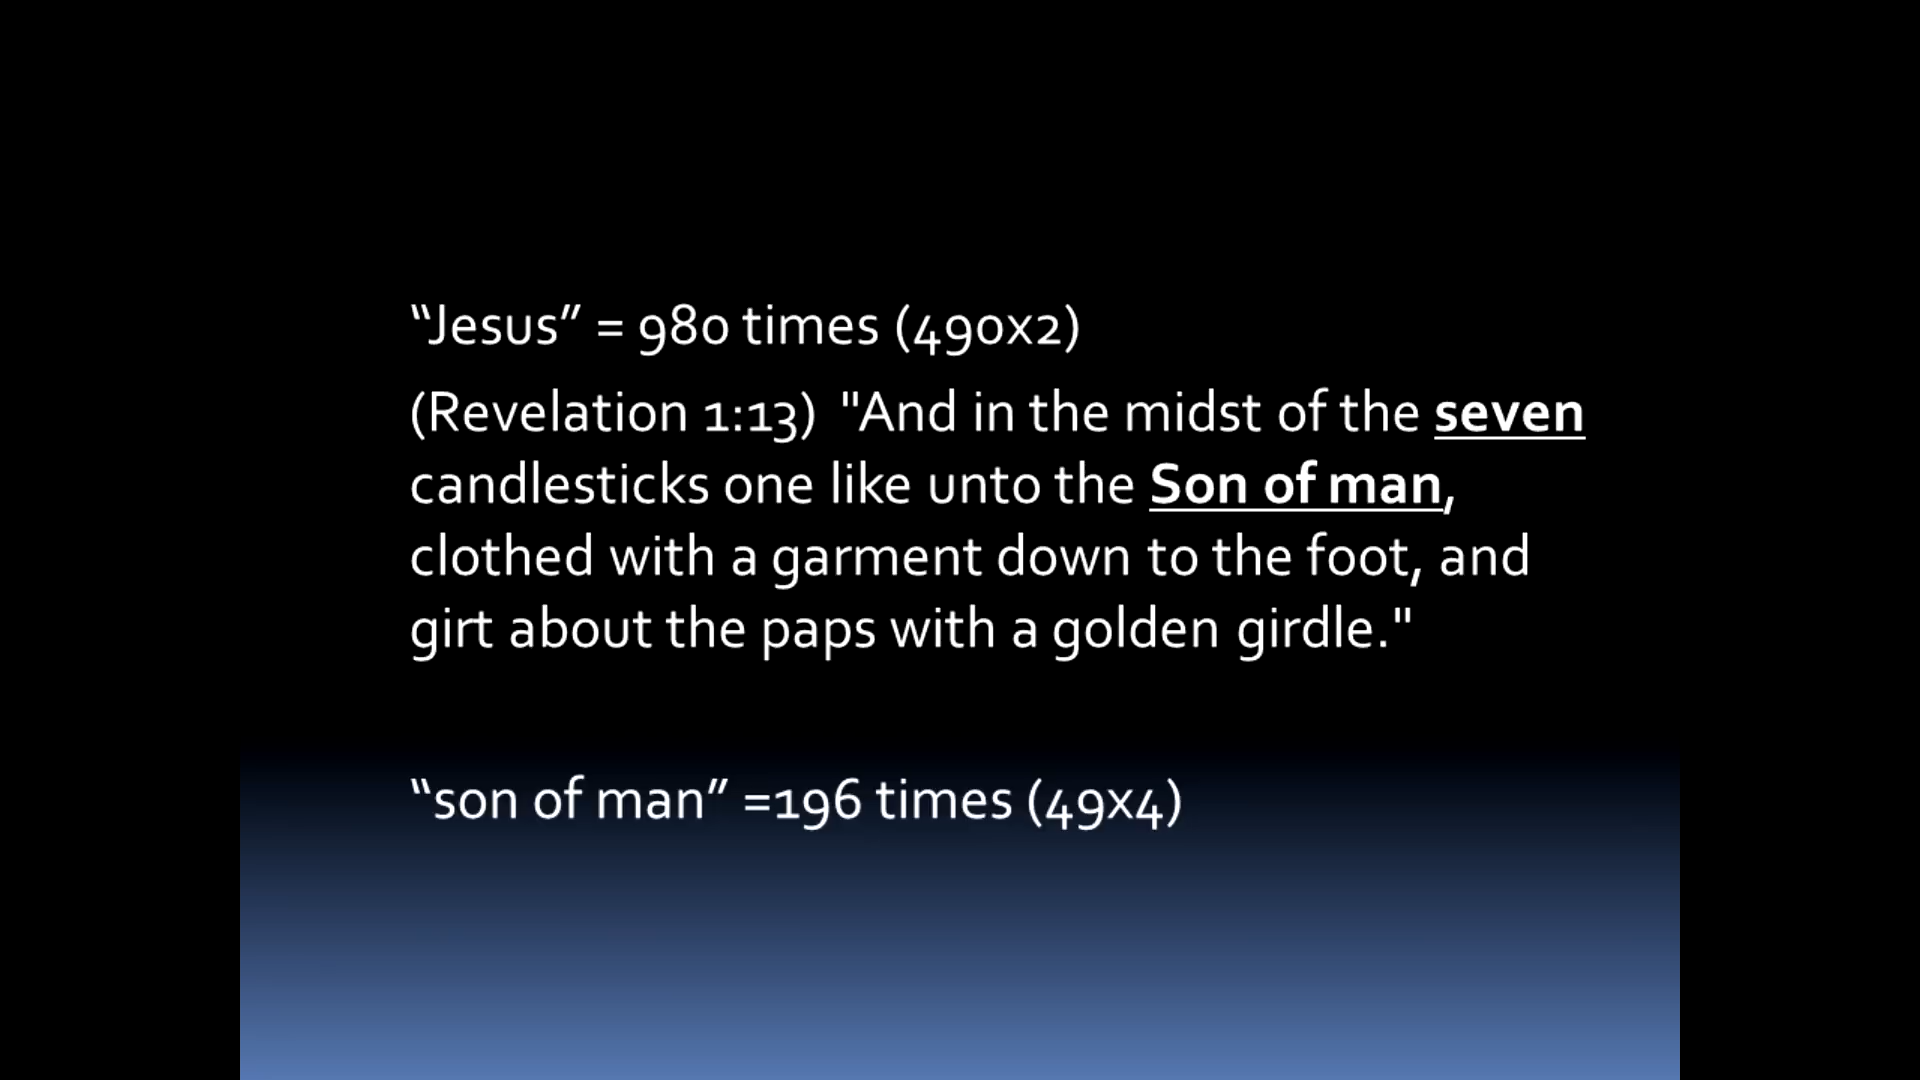 “Jesus” = 980 times (490x2)
(Revelation 1:13)  "And in the midst of the seven
candlesticks one like unto the Son of man,
clothed with a garment down to the foot, and
girt about the paps with a golden girdle."
“son of man” =196 times (49x4)